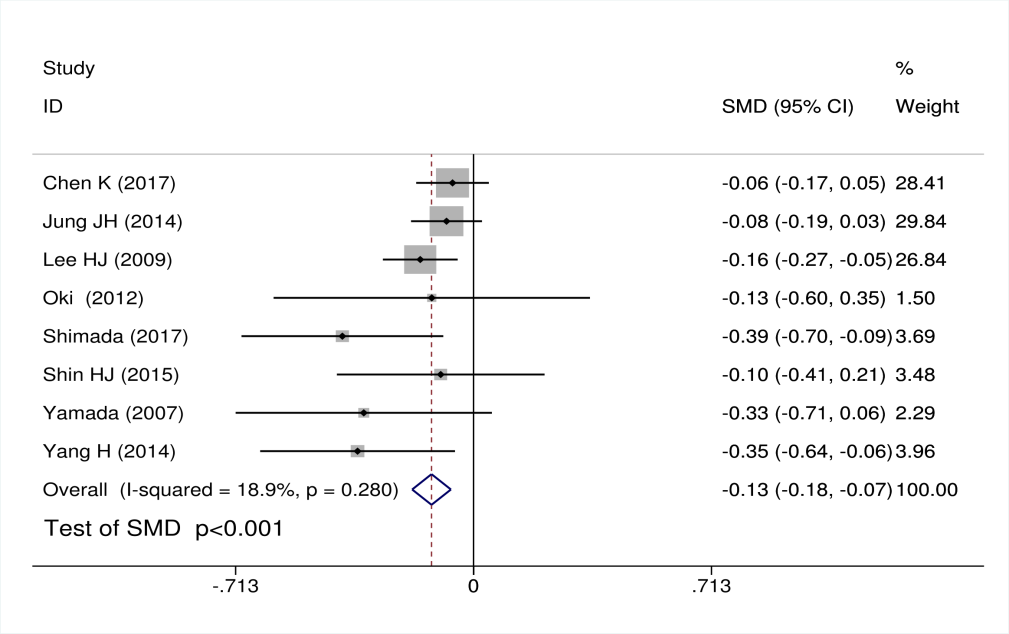 Study %
ID SMD (95% CI) Weight
Chen K (2017) -0.06 (-0.17, 0.05) 28.41
Jung JH (2014) -0.08 (-0.19, 0.03) 29.84
Lee HJ (2009) -0.16 (-0.27, -0.05) 26.84
Oki (2012) -0.13 (-0.60, 0.35) 1.50
Shimada (2017) -0.39 (-0.70, -0.09) 3.69
Shin HJ (2015) -0.10 (-0.41, 0.21) 3.48
Yamada (2007) -0.33 (-0.71, 0.06) 2.29
Yang H (2014) -0.35 (-0.64, -0.06) 3.96
Overall (I-squared = 18.9%, p = 0.280) -0.13 (-0.18, -0.07) 100.00
Test of SMD p<0.001
-.713 0 .713